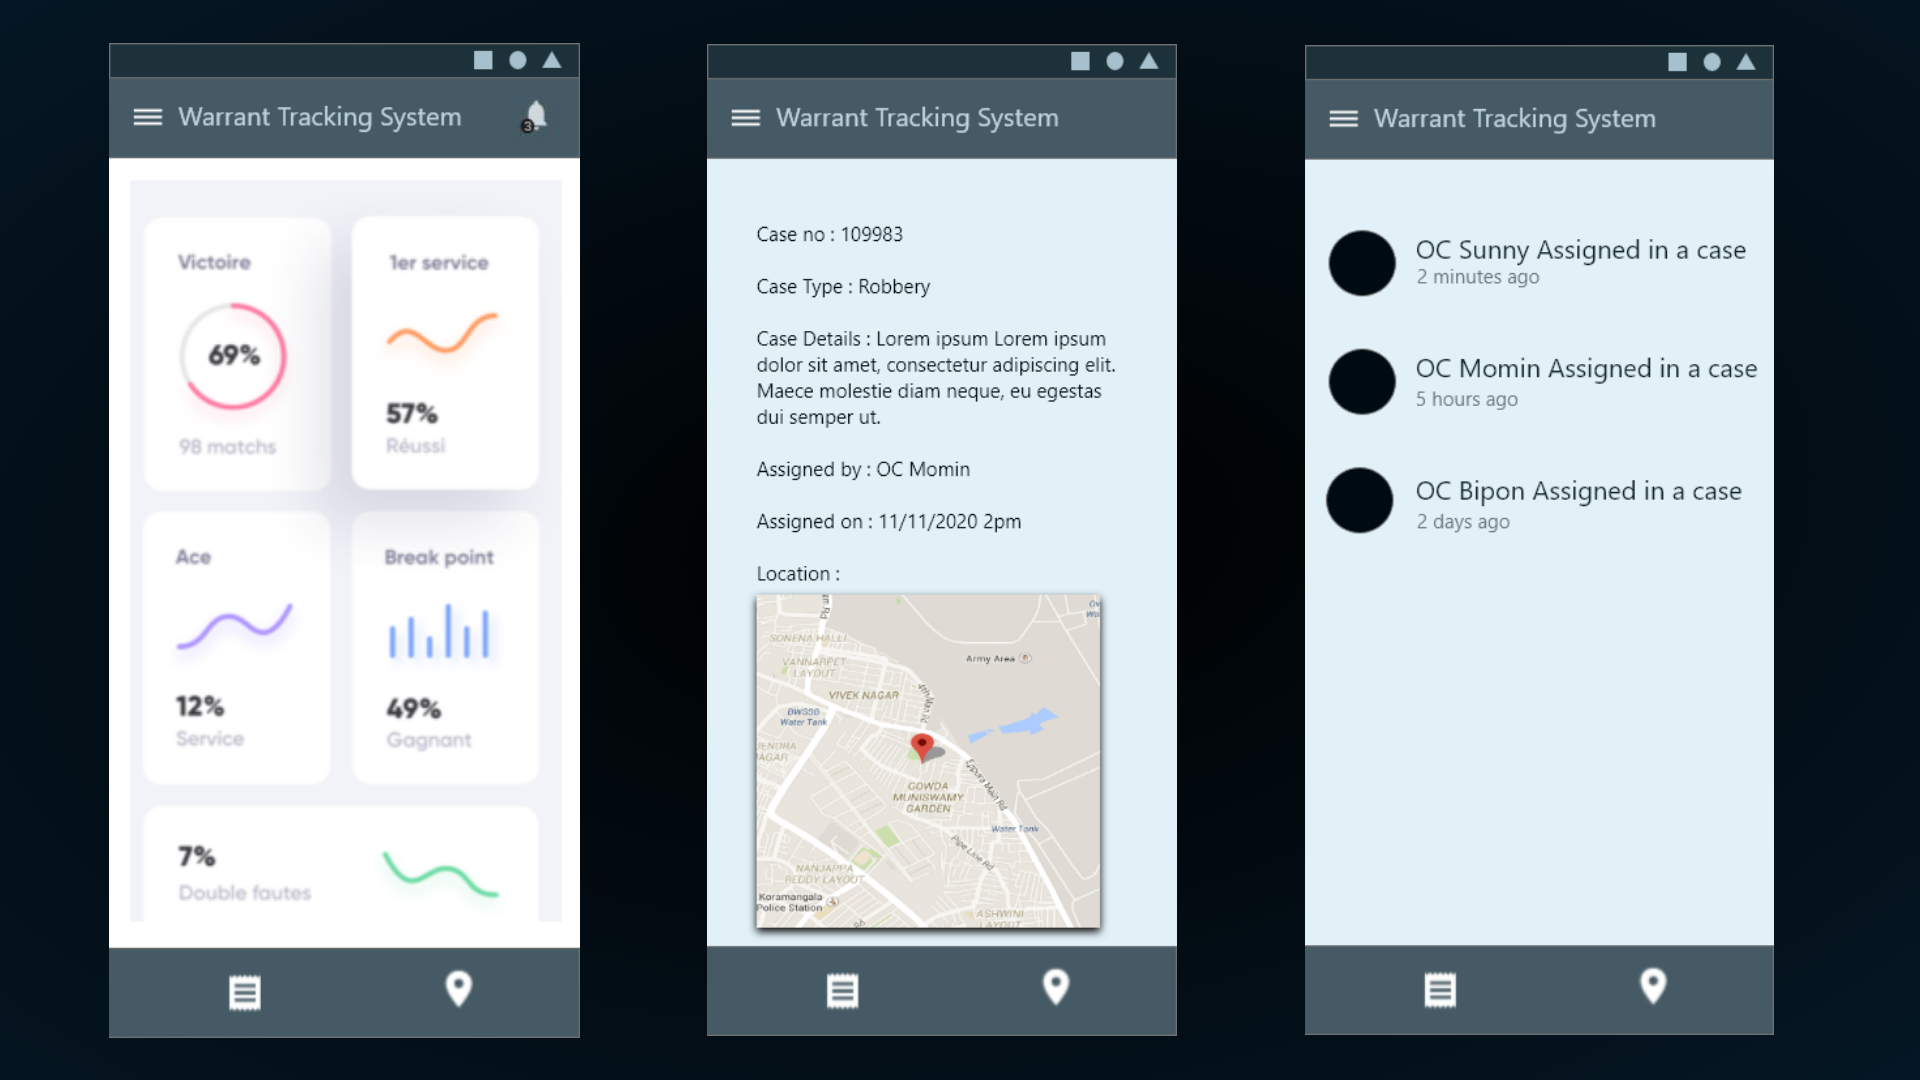 Warrant Tracking System
3
Victoire
69%
98 matchs
1er service
57%
Réussi
Ace
12%
Service
Break point
49%
Gagnant
7%
Double fautes
Warrant Tracking System
Case no : 109983
Case Type : Robbery
Case Details : Lorem ipsum Lorem ipsum
dolor sit amet, consectetur adipiscing elit.
Maece molestie diam neque, eu egestas
dui semper ut.
Assigned by : OC Momin
Assigned on : 11/11/2020 2pm
Location :
SONENA HALLI
Army Area
VANNARPET
LAYOUT
VIVEK NAGAR
4th Main Rd
BWSSB
Water Tank
JENDRA
AGAR
Ejipura Main Rd
GOWDA
MUNISWAMY
GARDEN
Water Tank
Pipe Line Rd
NANJAPPA
REDDY LAYOUT
Koramangala
Police Station
ASHWINI
LAYOUT
Warrant Tracking System
OC Sunny Assigned in a case
2 minutes ago
OC Momin Assigned in a case
5 hours ago
OC Bipon Assigned in a case
2 days ago